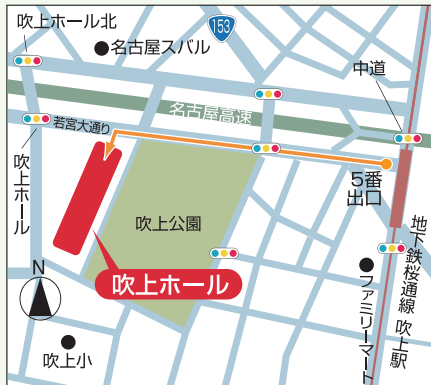 吹上ホール北
153
名古屋スバル
中道
名古屋高速
若宮大通り
吹上ホール
5番
出口
吹上公園
地下鉄桜通線 吹上駅
N
吹上ホール
ファミリーマート
吹上小